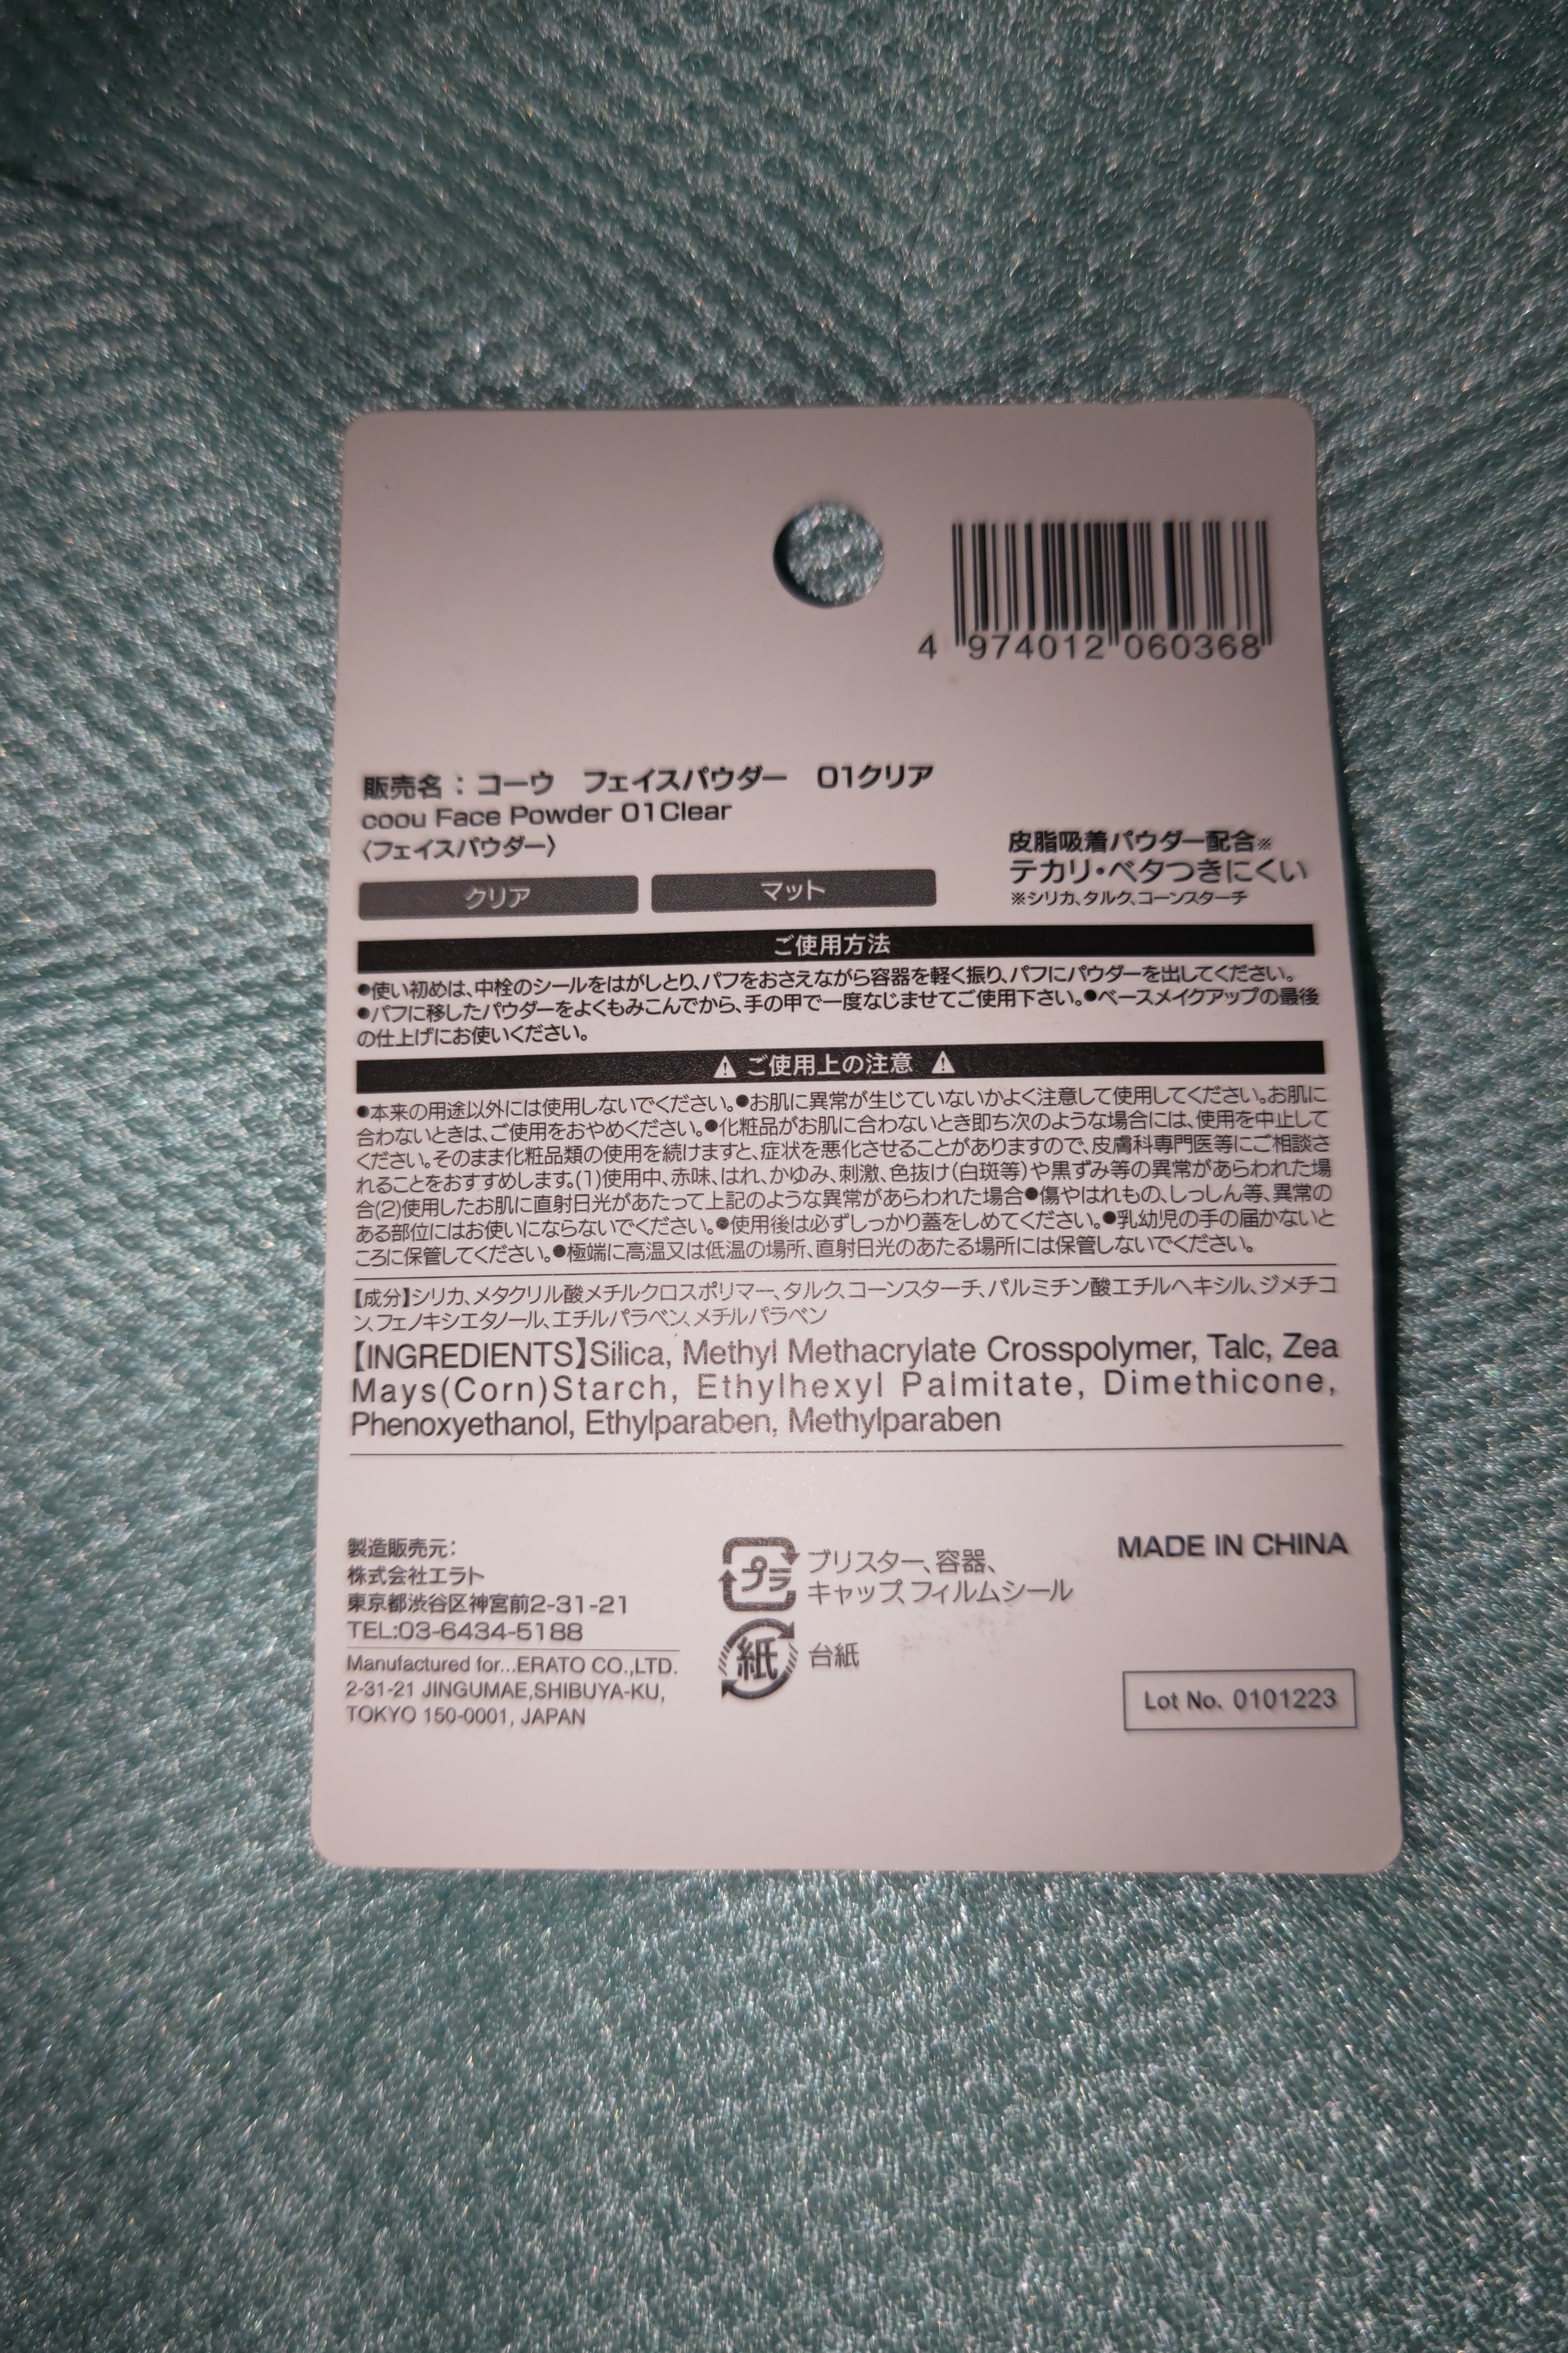 4 974012 060368
販売名：コーウ　フェイスパウダー　01クリア
coou Face Powder 01Clear
〈フェイスパウダー〉
クリア
マット
皮脂吸着パウダー配合※
テカリ・ベタつきにくい
※シリカ、タルク、コーンスターチ
ご使用方法
●使い初めは、中栓のシールをはがしとり、パフをおさえながら容器を軽く振り、パフにパウダーを出してください。
●パフに移したパウダーをよくもみこんでから、手の甲で一度なじませてご使用下さい。●ベースメイクアップの最後
の仕上げにお使いください。
ご使用上の注意
●本来の用途以外には使用しないでください。●お肌に異常が生じていないかよく注意して使用してください。お肌に
合わないときは、ご使用をおやめください。●化粧品がお肌に合わないとき即ち次のような場合には、使用を中止して
ください。そのまま化粧品類の使用を続けますと、症状を悪化させることがありますので、皮膚科専門医等にご相談さ
れることをおすすめします。(1)使用中、赤味、はれ、かゆみ、刺激、色抜け(白斑等)や黒ずみ等の異常があらわれた場
合(2)使用したお肌に直射日光があたって上記のような異常があらわれた場合●傷やはれもの、しっしん等、異常の
ある部位にはお使いにならないでください。●使用後は必ずしっかり蓋をしめてください。●乳幼児の手の届かないと
ころに保管してください。●極端に高温又は低温の場所、直射日光のあたる場所には保管しないでください。
【成分】シリカ、メタクリル酸メチルクロスポリマー、タルク、コーンスターチ、パルミチン酸エチルヘキシル、ジメチコ
ン、フェノキシエタノール、エチルパラベン、メチルパラベン
【INGREDIENTS】Silica, Methyl Methacrylate Crosspolymer, Talc, Zea
Mays(Corn)Starch, Ethylhexyl Palmitate, Dimethicone,
Phenoxyethanol, Ethylparaben, Methylparaben
製造販売元:
株式会社エラト
東京都渋谷区神宮前2-31-21
TEL:03-6434-5188
Manufactured for...ERATO CO.,LTD.
2-31-21 JINGUMAE,SHIBUYA-KU,
TOKYO 150-0001, JAPAN
プラ
ブリスター、容器、
キャップ、フィルムシール
紙
台紙
MADE IN CHINA
Lot No. 0101223